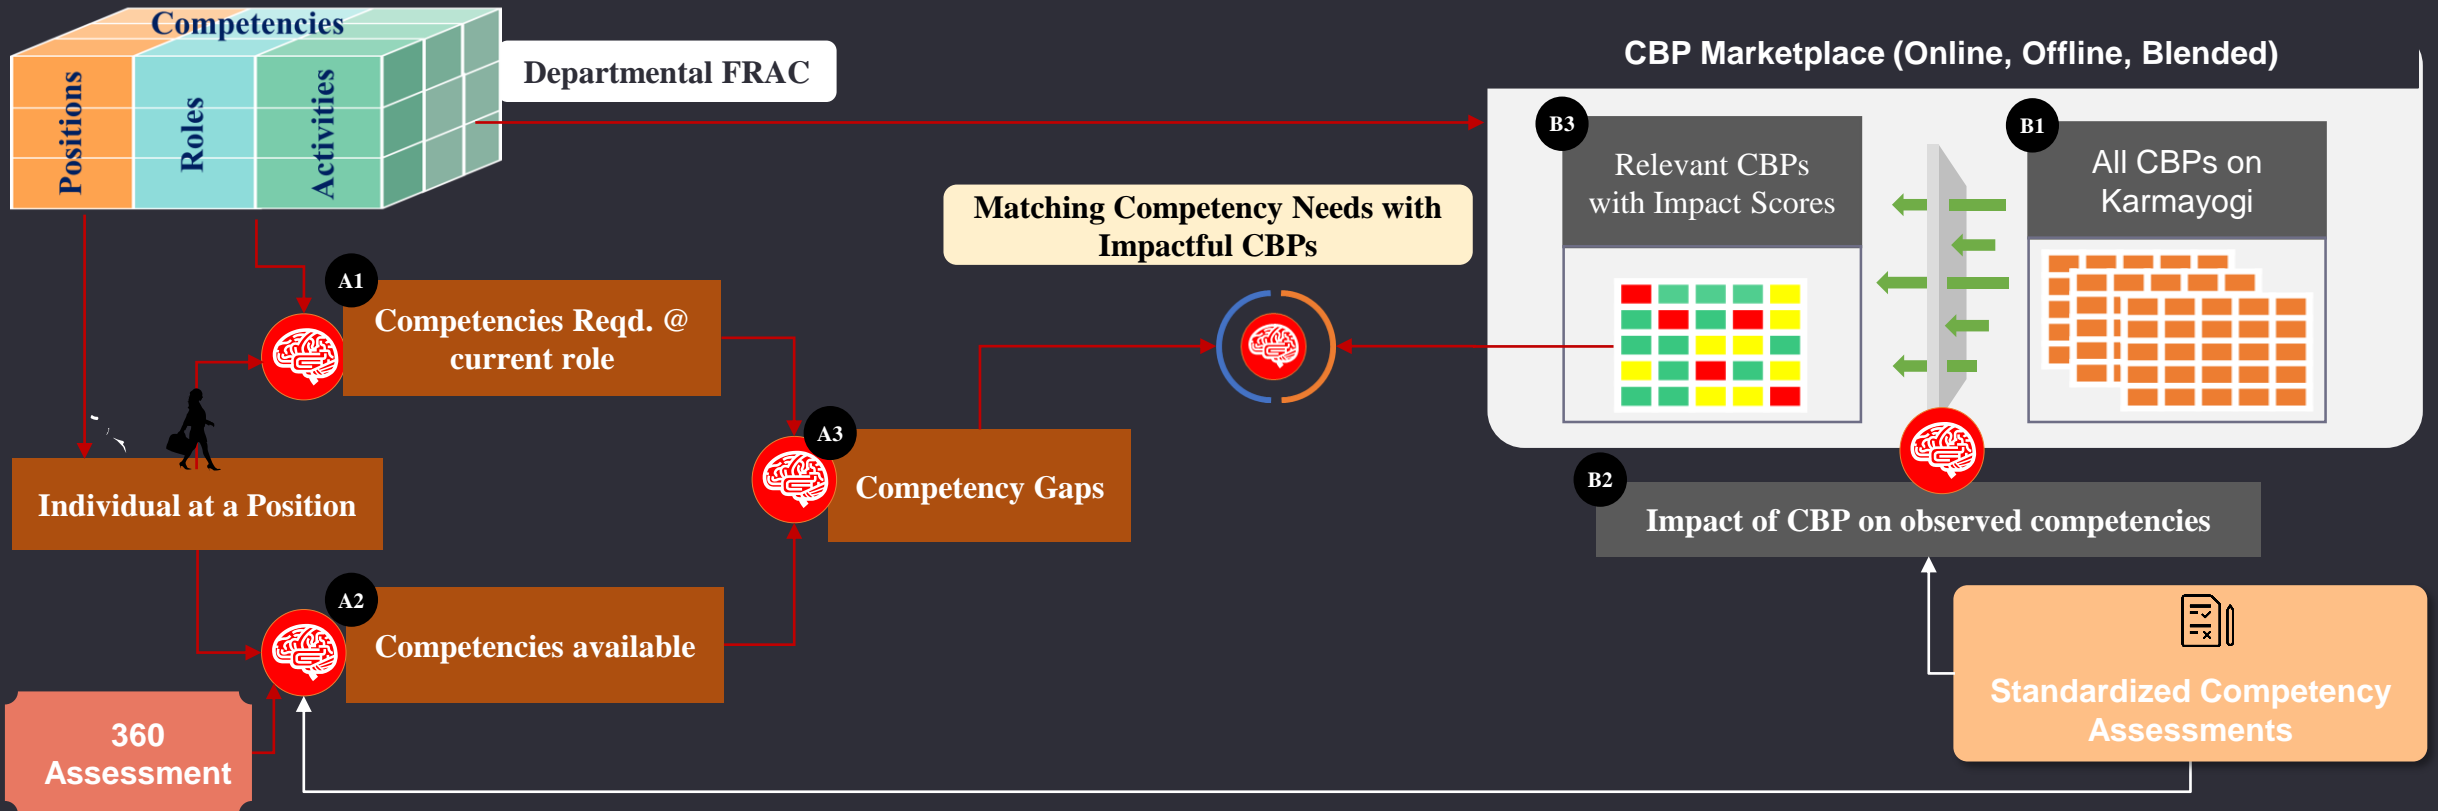 Competencies
Positions
Roles
Activities
Departmental FRAC
CBP Marketplace (Online, Offline, Blended)
B3
Relevant CBPs
with Impact Scores
B1
All CBPs on
Karmayogi
Matching Competency Needs with
Impactful CBPs
A1
Competencies Reqd. @
current role
A3
Competency Gaps
Individual at a Position
B2
Impact of CBP on observed competencies
A2
Competencies available
360
Assessment
Standardized Competency
Assessments